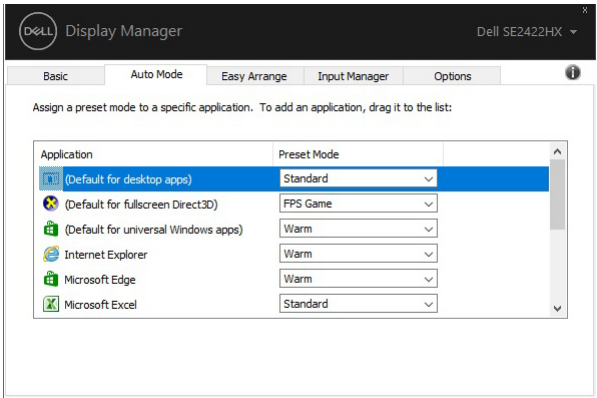 DELL Display Manager Dell SE2422HX
x
Basic Auto Mode Easy Arrange Input Manager Options
Assign a preset mode to a specific application. To add an application, drag it to the list:
Application Preset Mode
(Default for desktop apps) Standard
(Default for fullscreen Direct3D) FPS Game
(Default for universal Windows apps) Warm
Internet Explorer Warm
Microsoft Edge Warm
Microsoft Excel Standard